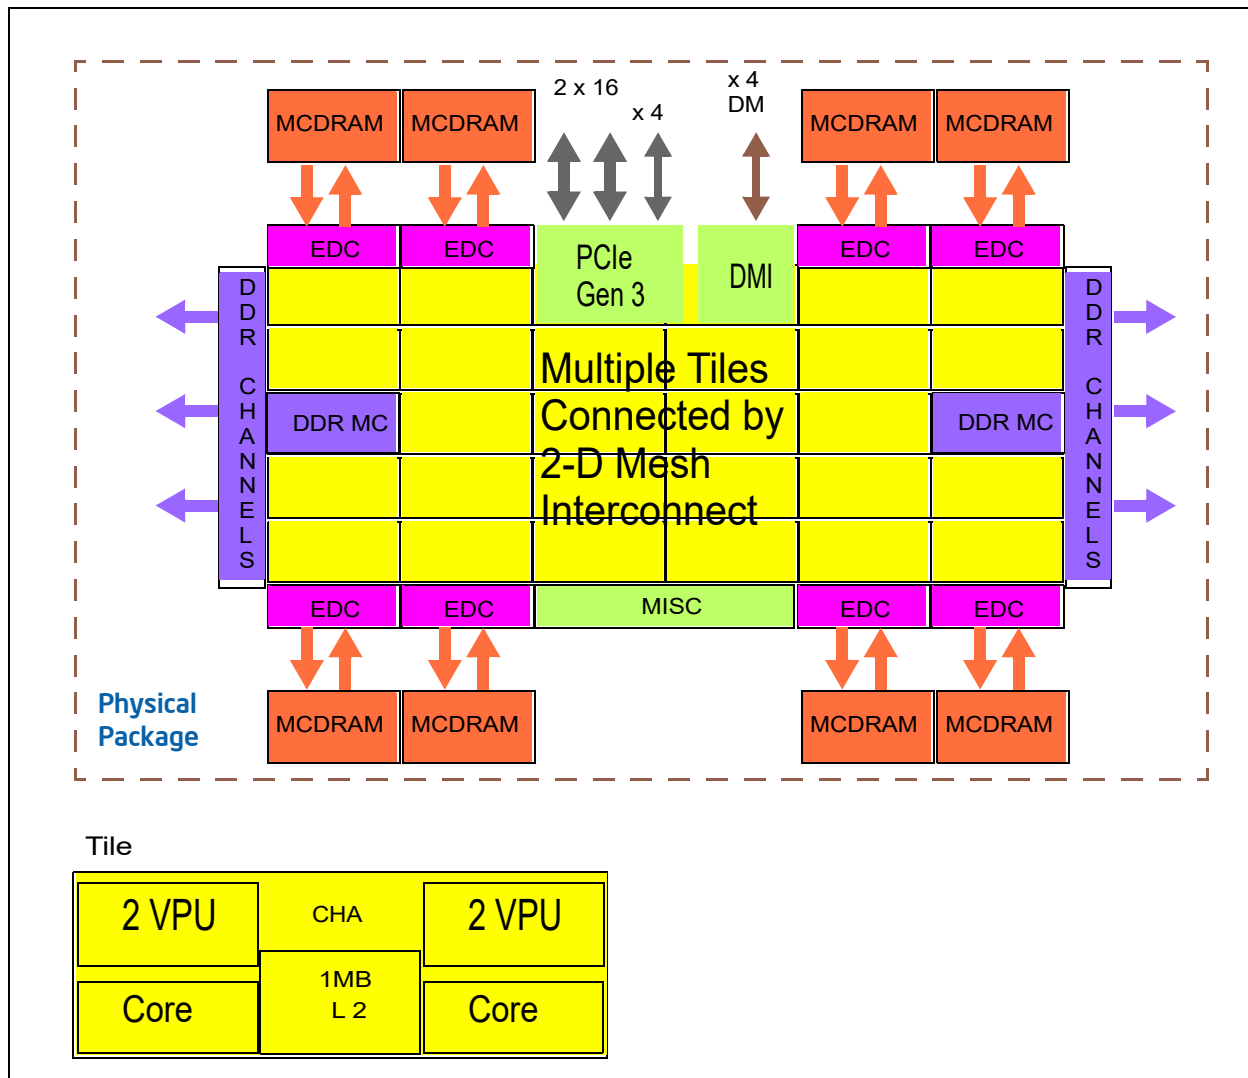 2 x 16
x 4
x 4
DM
MCDRAM
MCDRAM
MCDRAM
MCDRAM
EDC
EDC
PCIe
Gen 3
DMI
EDC
EDC
D
D
R
C
H
A
N
N
E
L
S
D
D
R
C
H
A
N
N
E
L
S
Multiple Tiles
Connected by
2-D Mesh
Interconnect
DDR MC
DDR MC
EDC
EDC
MISC
EDC
EDC
MCDRAM
MCDRAM
MCDRAM
MCDRAM
Physical
Package
Tile
2 VPU
CHA
2 VPU
1MB
L 2
Core
Core